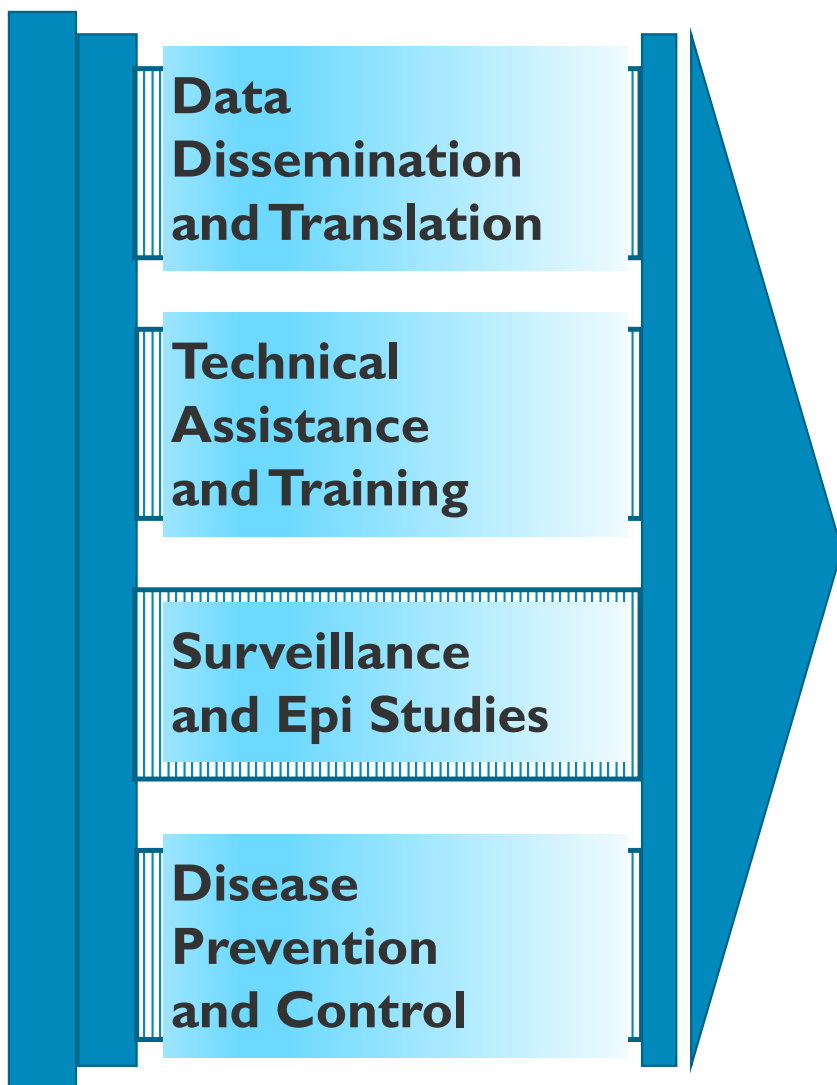 Data
Dissemination
and Translation
Technical
Assistance
and Training
Surveillance
and Epi Studies
Disease
Prevention
and Control